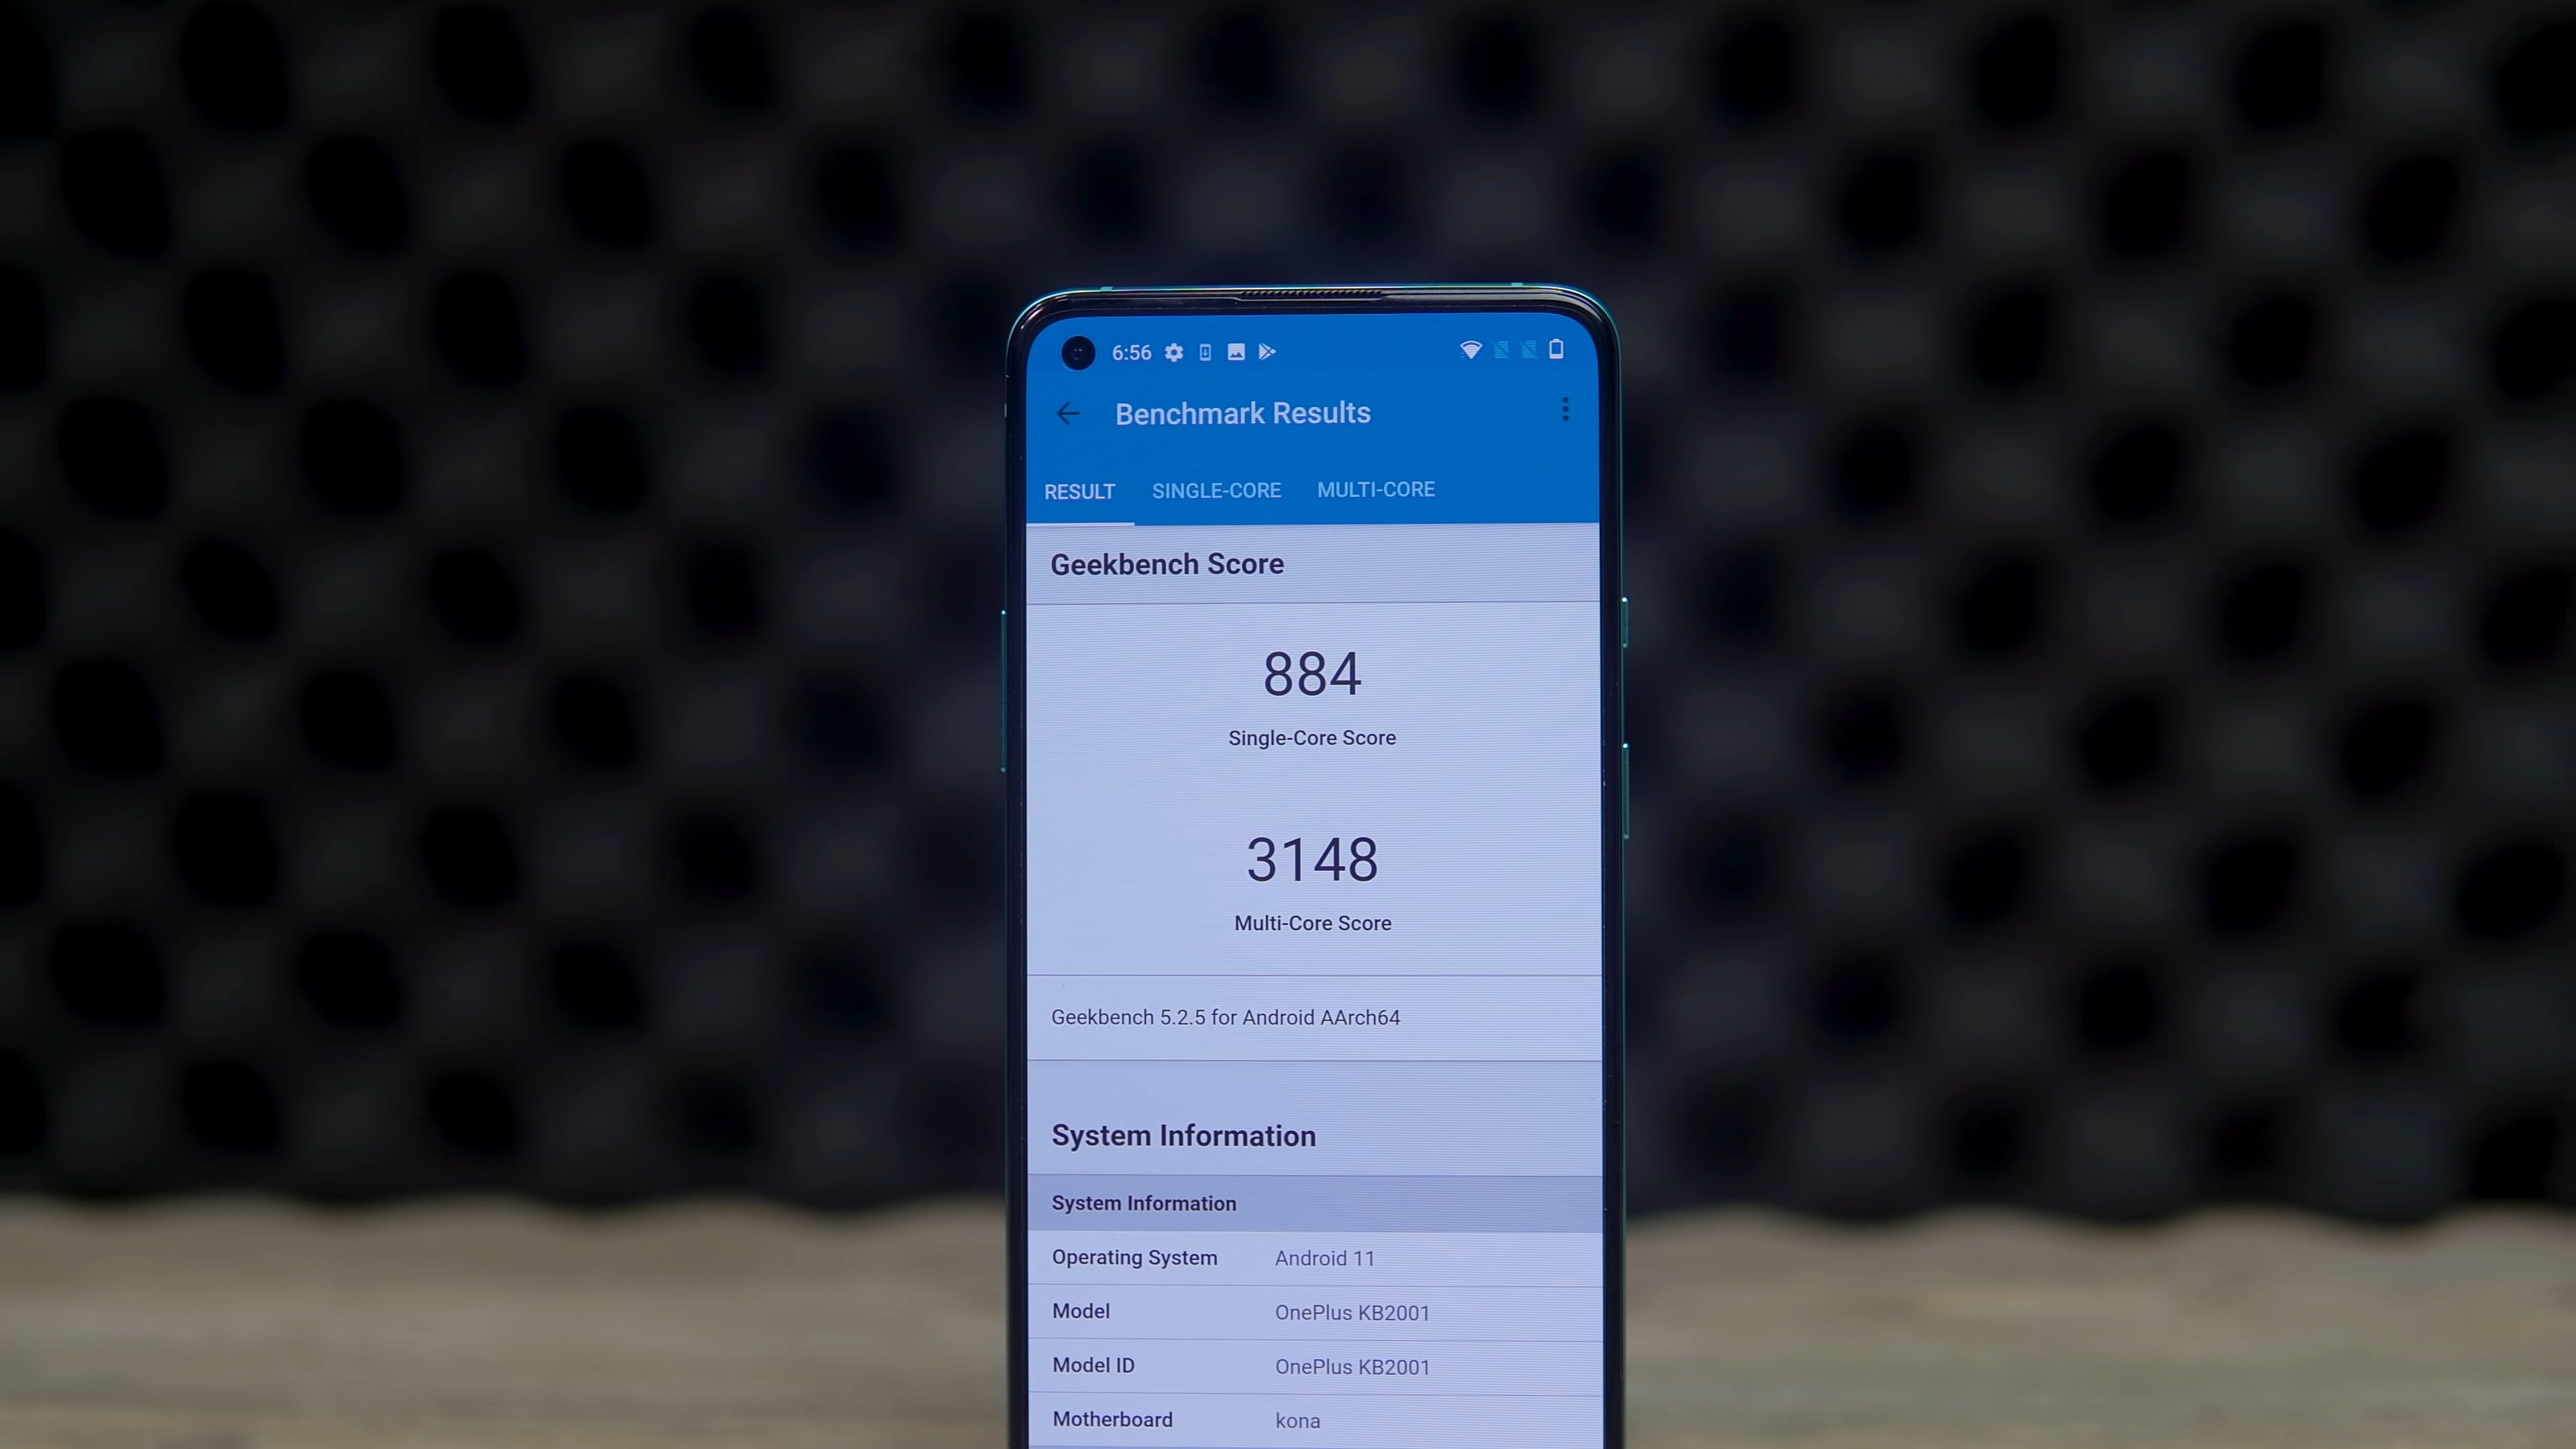 6:56
Benchmark Results
RESULT SINGLE-CORE MULTI-CORE
Geekbench Score
884
Single-Core Score
3148
Multi-Core Score
Geekbench 5.2.5 for Android AArch64
System Information
System Information
Operating System Android 11
Model OnePlus KB2001
Model ID OnePlus KB2001
Motherboard kona